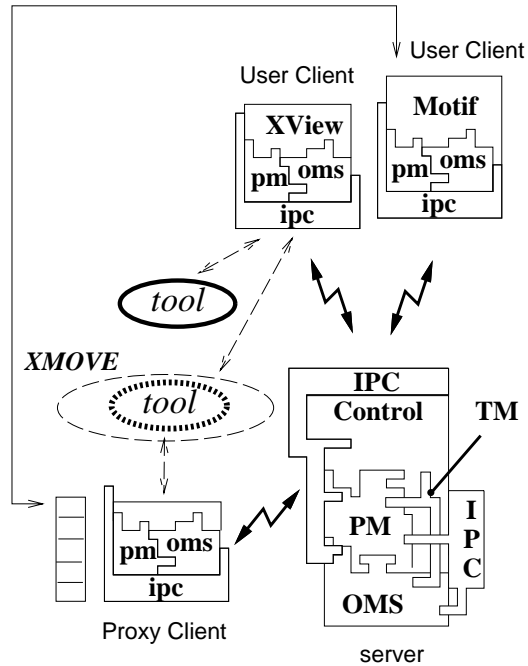 User Client
User Client
Motif
XView
pm
oms
pm
oms
ipc
ipc
tool
XMOVE
tool
IPC
Control
TM
PM
I
P
C
OMS
pm
oms
ipc
Proxy Client
server